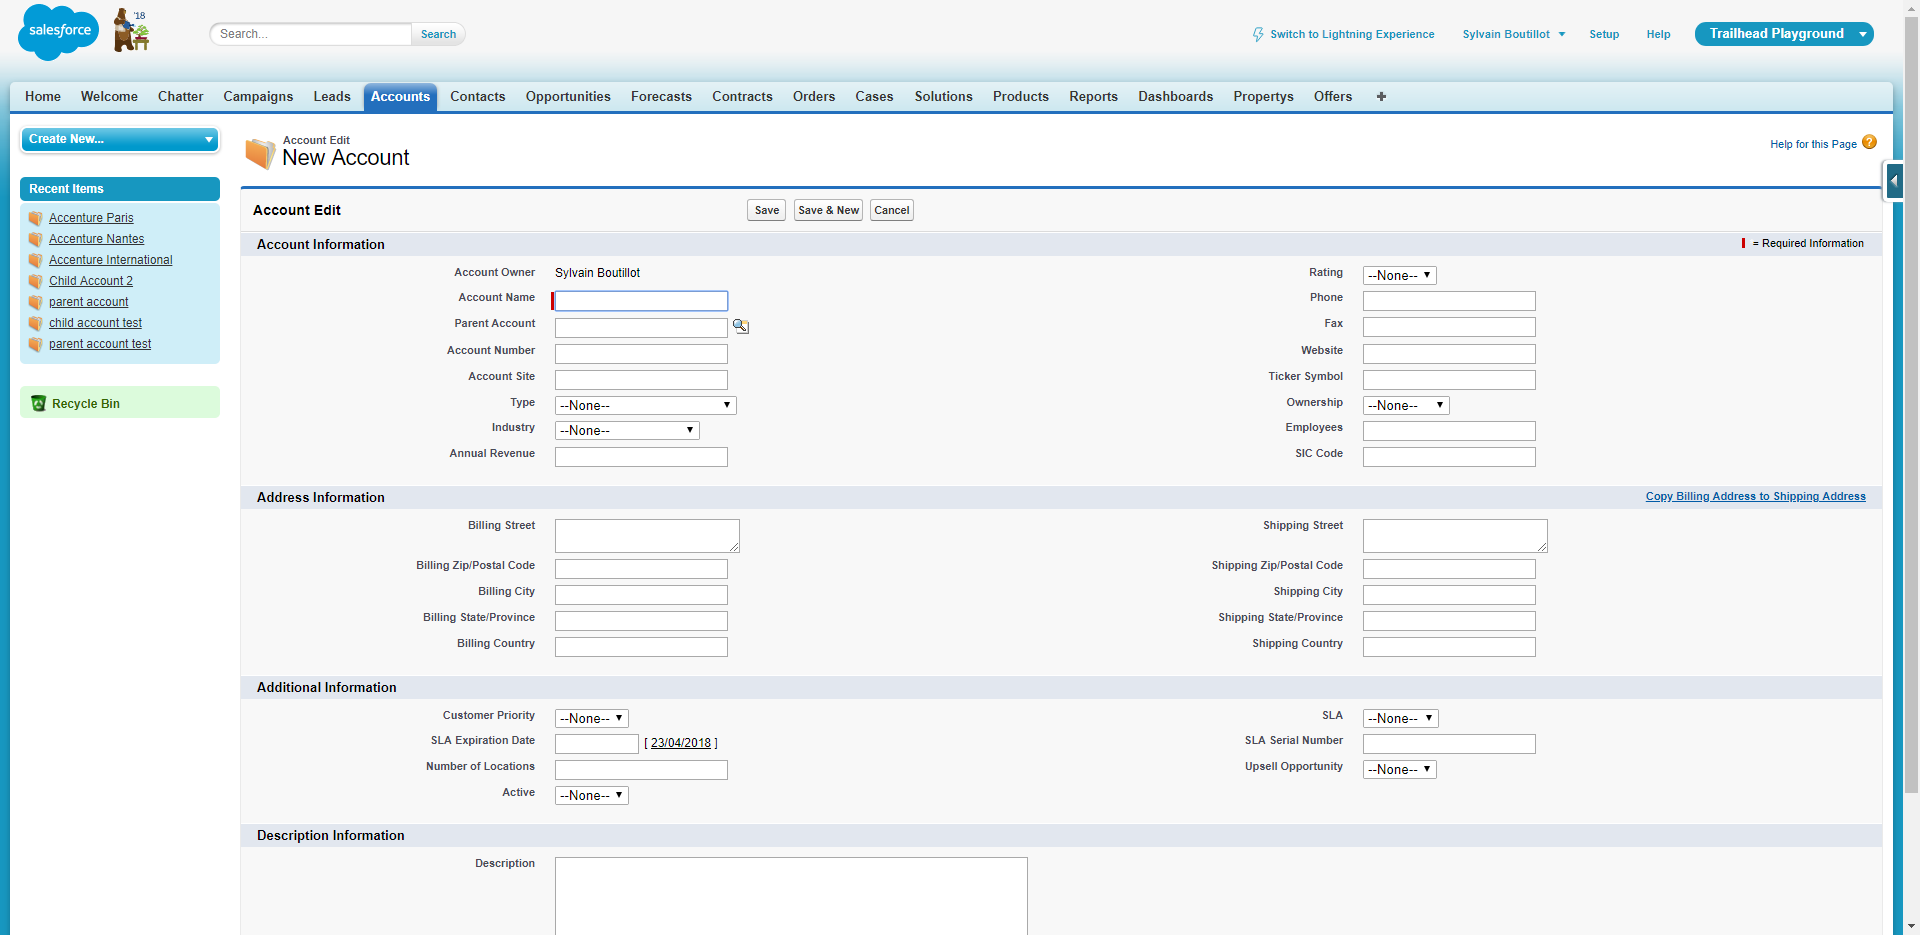 salesforce
'18
Search...
Search
Switch to Lightning Experience
Sylvain Boutillot
Setup
Help
Trailhead Playground
Home Welcome Chatter Campaigns Leads Accounts Contacts Opportunities Forecasts Contracts Orders Cases Solutions Products Reports Dashboards Propertys Offers +
Create New...
Recent Items
Accenture Paris
Accenture Nantes
Accenture International
Child Account 2
parent account
child account test
parent account test
Recycle Bin
Account Edit
New Account
Help for this Page ?
Account Edit
Save
Save & New
Cancel
Account Information
= Required Information
Account Owner Sylvain Boutillot
Rating --None--
Account Name
Phone
Parent Account
Fax
Account Number
Website
Account Site
Ticker Symbol
Type --None--
Ownership --None--
Industry --None--
Employees
Annual Revenue
SIC Code
Address Information
Copy Billing Address to Shipping Address
Billing Street
Shipping Street
Billing Zip/Postal Code
Shipping Zip/Postal Code
Billing City
Shipping City
Billing State/Province
Shipping State/Province
Billing Country
Shipping Country
Additional Information
Customer Priority --None--
SLA --None--
SLA Expiration Date [ 23/04/2018 ]
SLA Serial Number
Number of Locations
Upsell Opportunity --None--
Active --None--
Description Information
Description